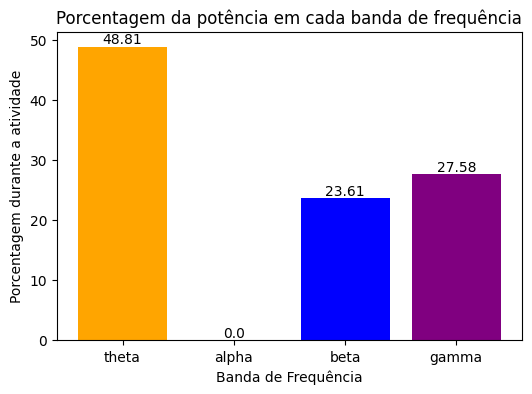 Porcentagem da potência em cada banda de frequência
Porcentagem durante a atividade
50
40
30
20
10
0
48.81
0.0
23.61
27.58
theta
alpha
beta
gamma
Banda de Frequência